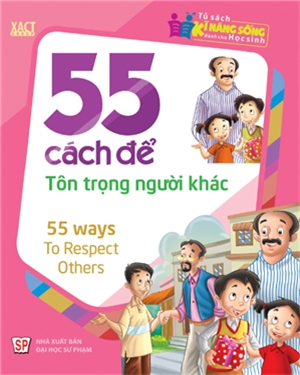 XACT
Tủ sách
KĨ NĂNG SỐNG
dành cho Học sinh
55
cách để
Tôn trọng người khác
55 ways
To Respect
Others
SP
NHÀ XUẤT BẢN
ĐẠI HỌC SƯ PHẠM